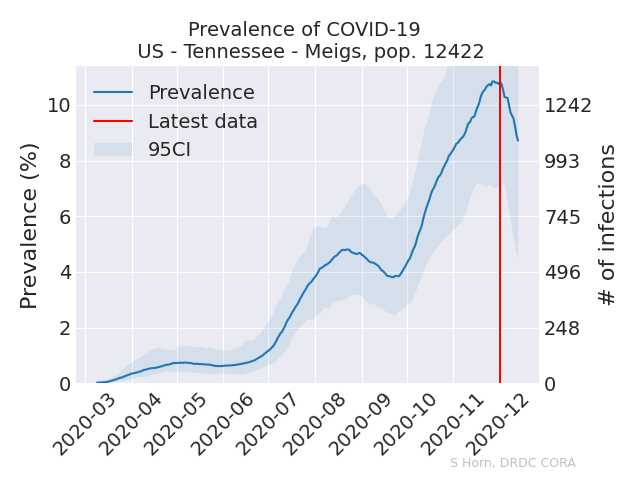 Prevalence of COVID-19
US - Tennessee - Meigs, pop. 12422
Prevalence
Latest data
95CI
Prevalence (%)
10
8
6
4
2
0
1242
993
745
496
248
0
# of infections
2020-03
2020-04
2020-05
2020-06
2020-07
2020-08
2020-09
2020-10
2020-11
2020-12
S Horn, DRDC CORA